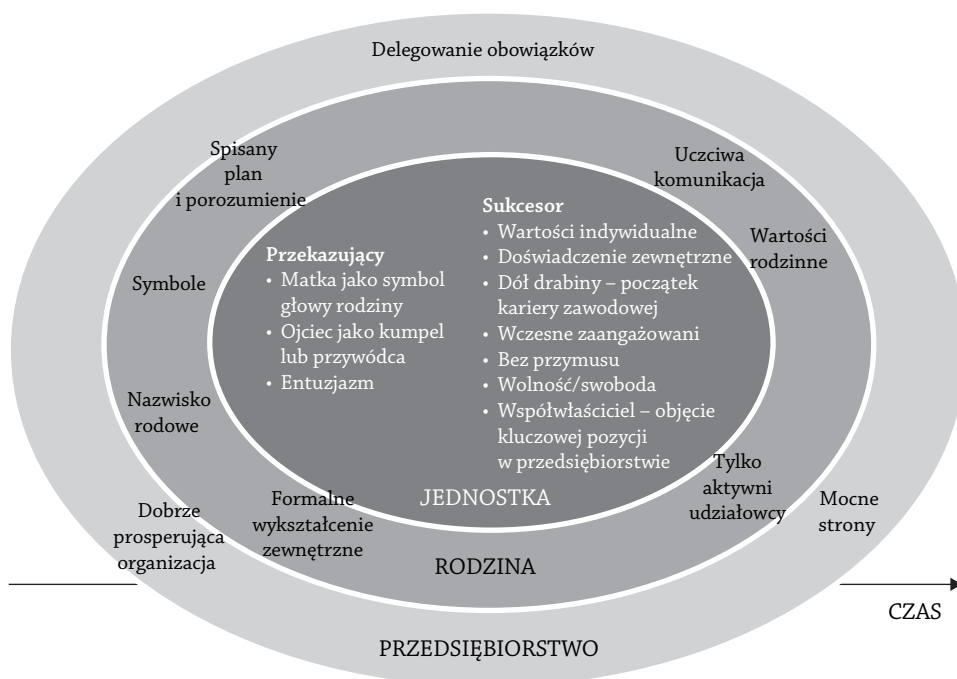 Delegowanie obowiązków
Spisany
plan
i porozumienie
Uczciwa
komunikacja
Symbole
Wartości
rodzinne
Przekazujący
• Matka jako symbol
głowy rodziny
• Ojciec jako kumpel
lub przywódca
• Entuzjazm
Sukcesor
• Wartości indywidualne
• Doświadczenie zewnętrzne
• Dół drabiny – początek
kariery zawodowej
• Wczesne zaangażowani
• Bez przymusu
• Wolność/swoboda
• Współwłaściciel – objęcie
kluczowej pozycji
w przedsiębiorstwie
Nazwisko
rodowe
Tylko
aktywni
udziałowcy
JEDNOSTKA
Formalne
wykształcenie
zewnętrzne
Dobrze
prosperująca
organizacja
Mocne
strony
RODZINA
CZAS
PRZEDSIĘBIORSTWO